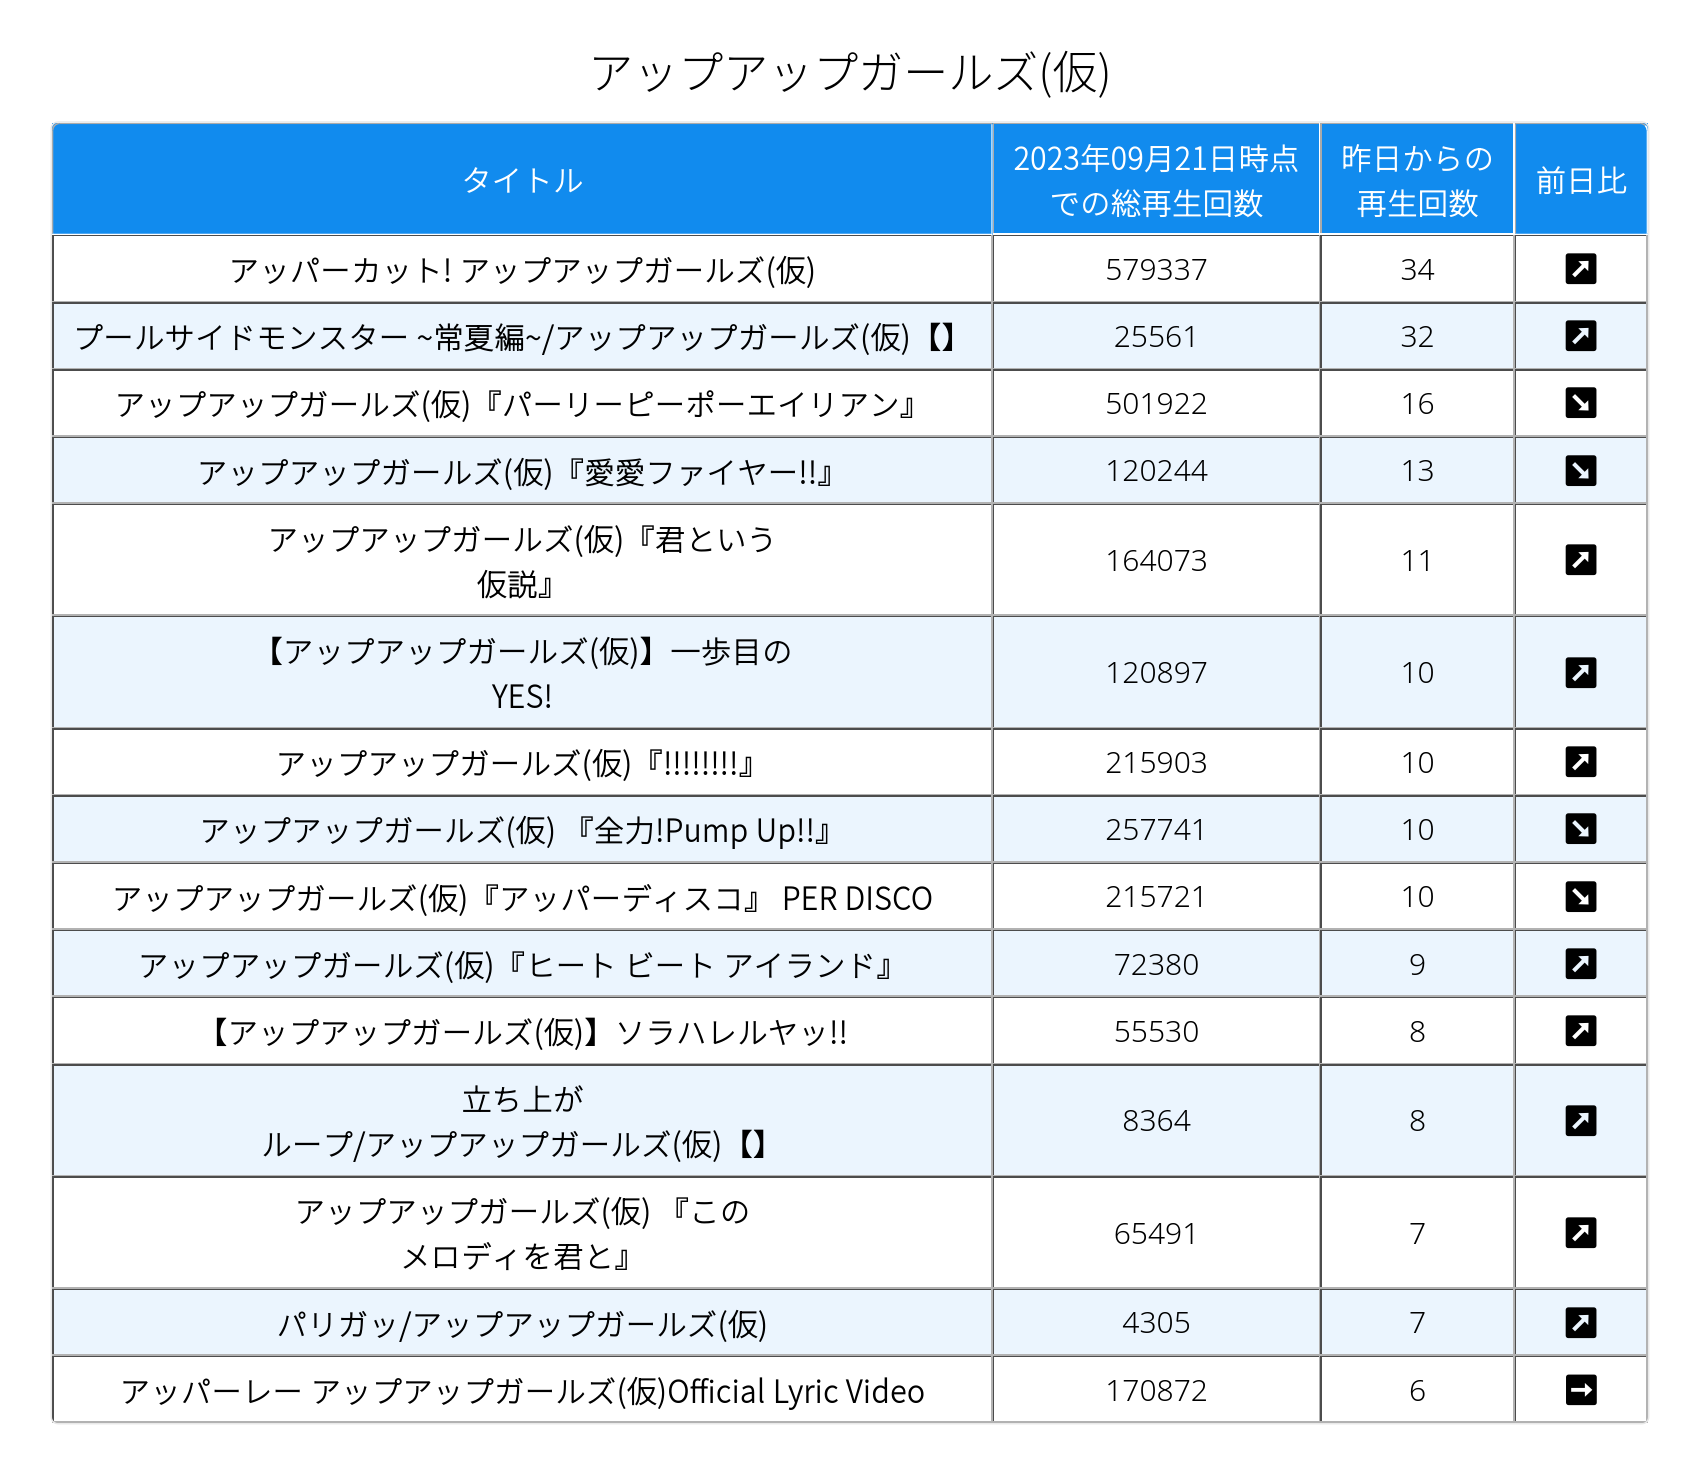 アップアップガールズ(仮)
タイトル
2023年09月21日時点
での総再生回数
昨日からの
再生回数
前日比
アッパーカット! アップアップガールズ(仮) 579337 34
プールサイドモンスター ~常夏編~/アップアップガールズ(仮)【】 25561 32
アップアップガールズ(仮)『パーリーピーポーエイリアン』 501922 16
アップアップガールズ(仮)『愛愛ファイヤー!!』 120244 13
アップアップガールズ(仮)『君という
仮説』 164073 11
【アップアップガールズ(仮)】一歩目の
YES! 120897 10
アップアップガールズ(仮)『!!!!!!!!』 215903 10
アップアップガールズ(仮) 『全力!Pump Up!!』 257741 10
アップアップガールズ(仮)『アッパーディスコ』 PER DISCO 215721 10
アップアップガールズ(仮)『ヒート ビート アイランド』 72380 9
【アップアップガールズ(仮)】ソラハレルヤッ!! 55530 8
立ち上が
ループ/アップアップガールズ(仮)【】 8364 8
アップアップガールズ(仮) 『この
メロディを君と』 65491 7
パリガッ/アップアップガールズ(仮) 4305 7
アッパーレー アップアップガールズ(仮)Official Lyric Video 170872 6